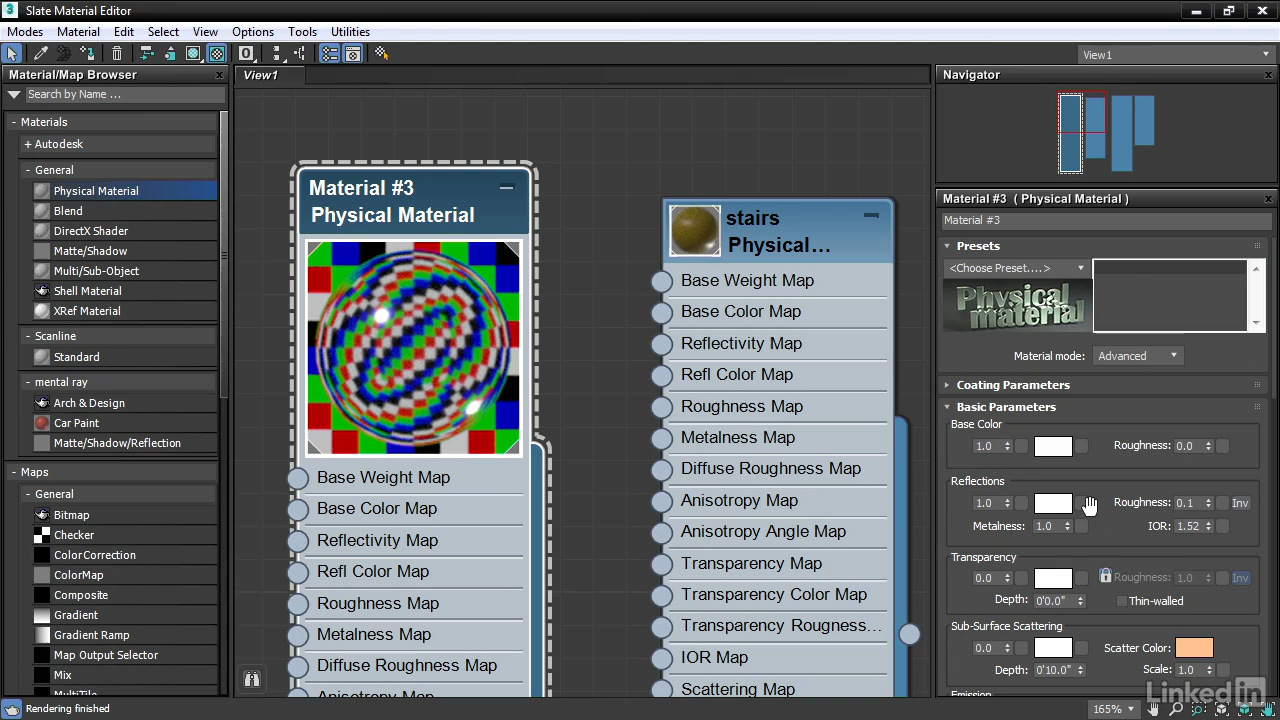 Slate Material Editor
Modes Material Edit Select View Options Tools Utilities
View1
Material/Map Browser
Search by Name ...
- Materials
+ Autodesk
- General
Physical Material
Blend
DirectX Shader
Matte/Shadow
Multi/Sub-Object
Shell Material
XRef Material
- Scanline
Standard
- mental ray
Arch & Design
Car Paint
Matte/Shadow/Reflection
- Maps
- General
Bitmap
Checker
ColorCorrection
ColorMap
Composite
Gradient
Gradient Ramp
Map Output Selector
Mix
MultiTile
View1
Material #3
Physical Material
Base Weight Map
Base Color Map
Reflectivity Map
Refl Color Map
Roughness Map
Metalness Map
Diffuse Roughness Map
Anisotropy Map
stairs
Physical...
Base Weight Map
Base Color Map
Reflectivity Map
Refl Color Map
Roughness Map
Metalness Map
Diffuse Roughness Map
Anisotropy Map
Anisotropy Angle Map
Transparency Map
Transparency Color Map
Transparency Rougness...
IOR Map
Scattering Map
Navigator
Material #3 ( Physical Material )
Material #3
Presets
<Choose Preset....>
Physical material
Material mode: Advanced
Coating Parameters
Basic Parameters
Base Color
1.0 Roughness: 0.0
Reflections
1.0 Roughness: 0.1 Inv
Metalness: 1.0 IOR: 1.52
Transparency
0.0 Roughness: 1.0 Inv
Depth: 0'0.0" Thin-walled
Sub-Surface Scattering
0.0 Scatter Color:
Depth: 0'10.0" Scale: 1.0
Emission
LinkedIn
Rendering finished
165%